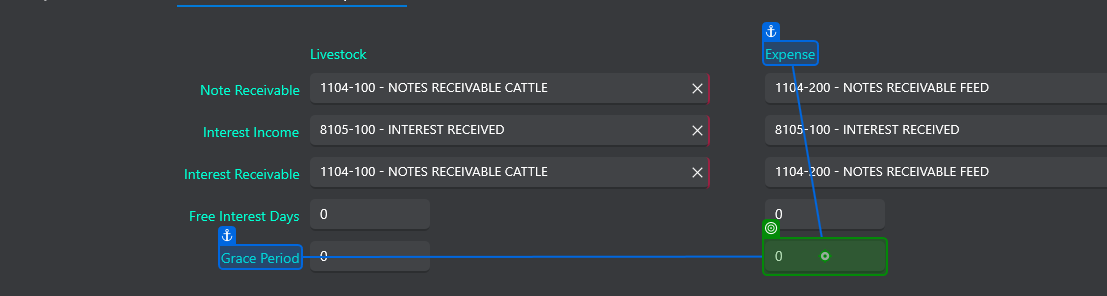 Livestock Expense
Note Receivable 1104-100 - NOTES RECEIVABLE CATTLE 1104-200 - NOTES RECEIVABLE FEED
Interest Income 8105-100 - INTEREST RECEIVED 8105-100 - INTEREST RECEIVED
Interest Receivable 1104-100 - NOTES RECEIVABLE CATTLE 1104-200 - NOTES RECEIVABLE FEED
Free Interest Days 0 0
Grace Period 0 0